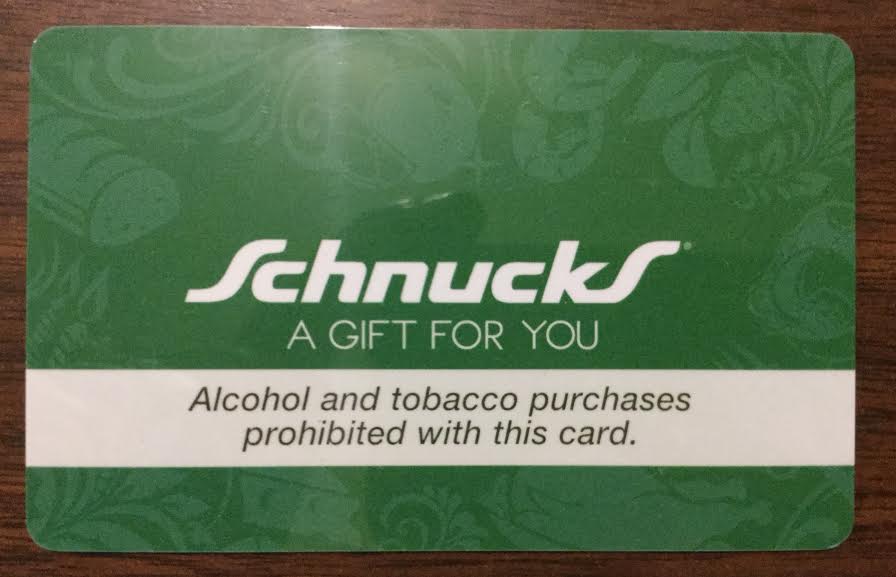 Schnucks
A GIFT FOR YOU
Alcohol and tobacco purchases
prohibited with this card.